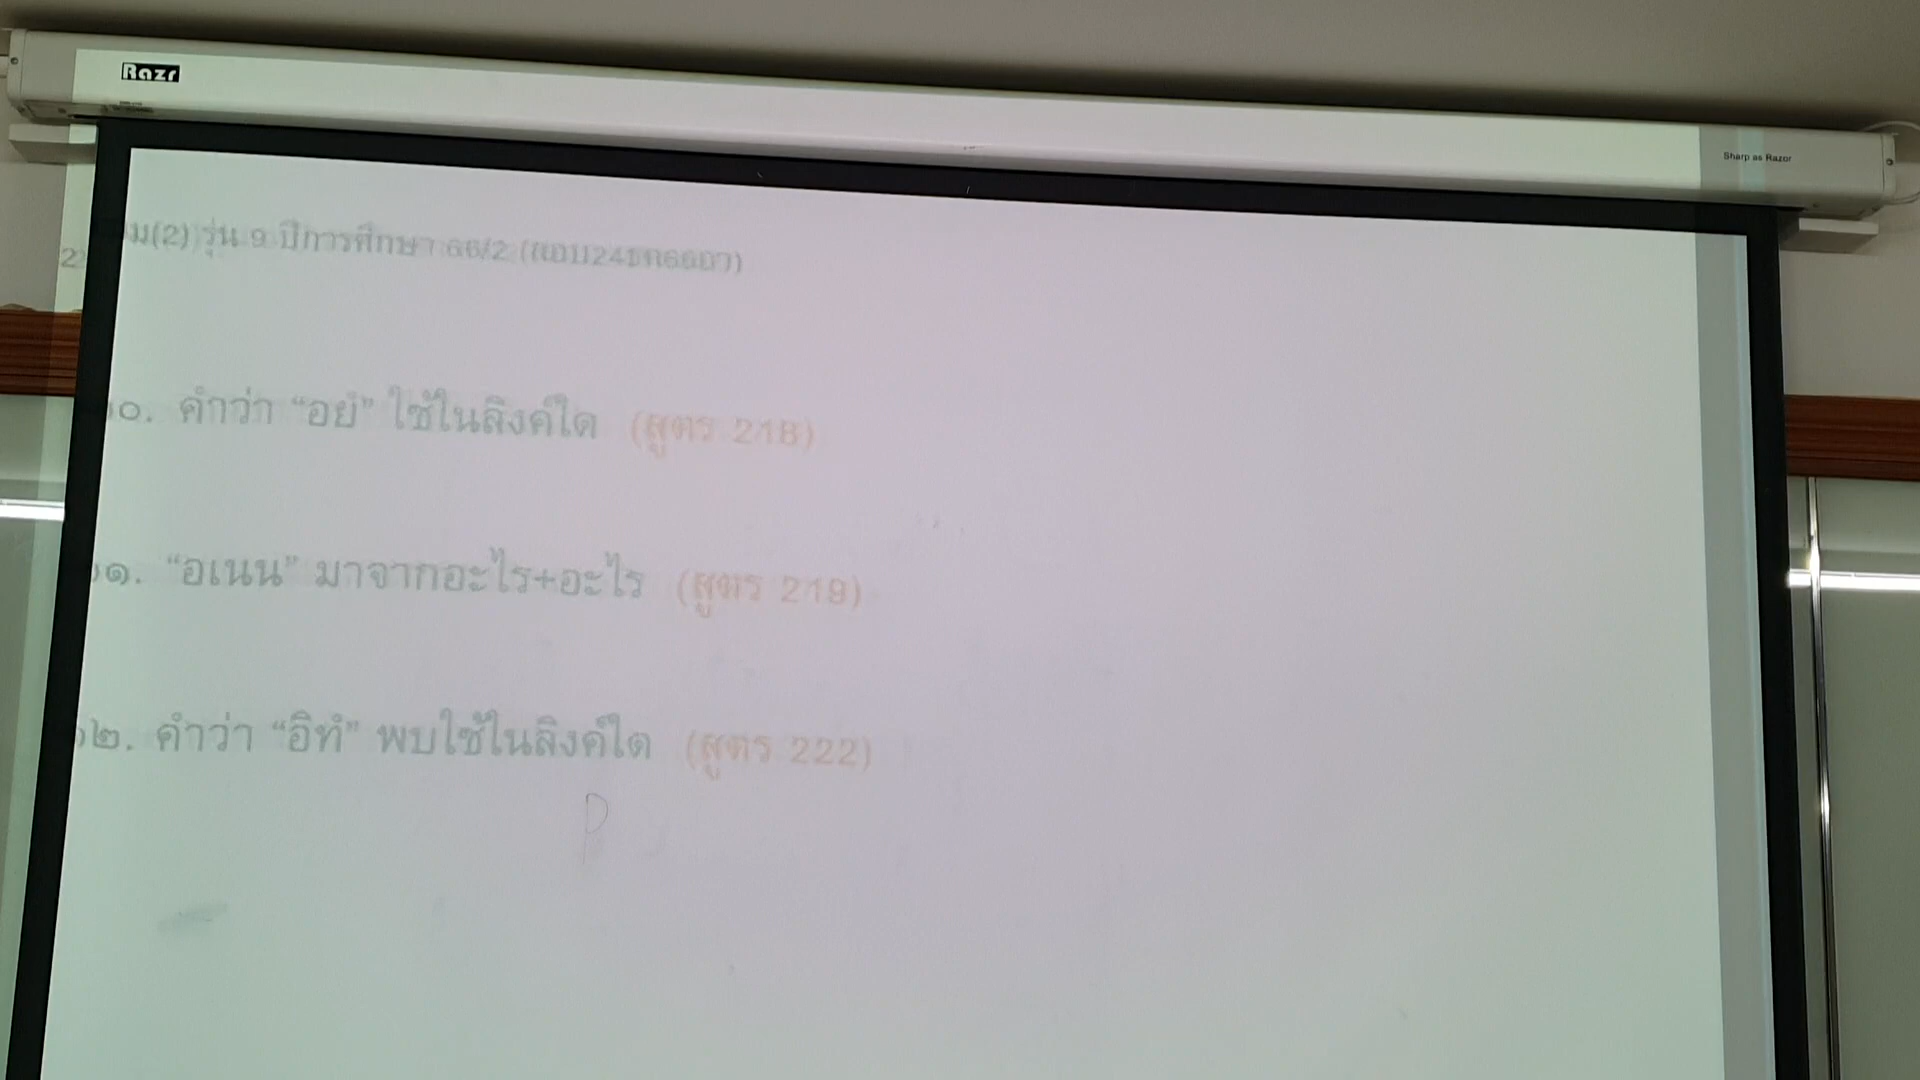 Razr
Sharp as Razor
ม(2) รุ่น 9 ปีการศึกษา 66/2
๐. คำว่า “อยํ” ใช้ในลิงค์ใด (สูตร 218)
๑. “อเนน” มาจากอะไร+อะไร (สูตร 219)
๒. คำว่า “อิทํ” พบใช้ในลิงค์ใด (สูตร 222)